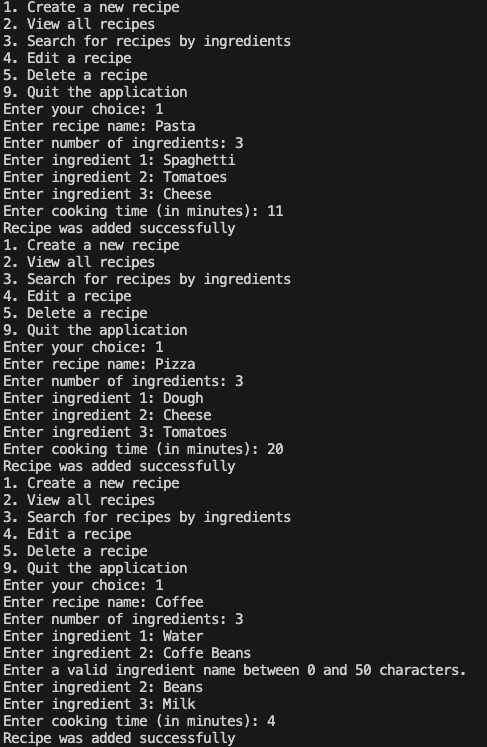 1. Create a new recipe
2. View all recipes
3. Search for recipes by ingredients
4. Edit a recipe
5. Delete a recipe
9. Quit the application
Enter your choice: 1
Enter recipe name: Pasta
Enter number of ingredients: 3
Enter ingredient 1: Spaghetti
Enter ingredient 2: Tomatoes
Enter ingredient 3: Cheese
Enter cooking time (in minutes): 11
Recipe was added successfully
1. Create a new recipe
2. View all recipes
3. Search for recipes by ingredients
4. Edit a recipe
5. Delete a recipe
9. Quit the application
Enter your choice: 1
Enter recipe name: Pizza
Enter number of ingredients: 3
Enter ingredient 1: Dough
Enter ingredient 2: Cheese
Enter ingredient 3: Tomatoes
Enter cooking time (in minutes): 20
Recipe was added successfully
1. Create a new recipe
2. View all recipes
3. Search for recipes by ingredients
4. Edit a recipe
5. Delete a recipe
9. Quit the application
Enter your choice: 1
Enter recipe name: Coffee
Enter number of ingredients: 3
Enter ingredient 1: Water
Enter ingredient 2: Coffe Beans
Enter a valid ingredient name between 0 and 50 characters.
Enter ingredient 2: Beans
Enter ingredient 3: Milk
Enter cooking time (in minutes): 4
Recipe was added successfully